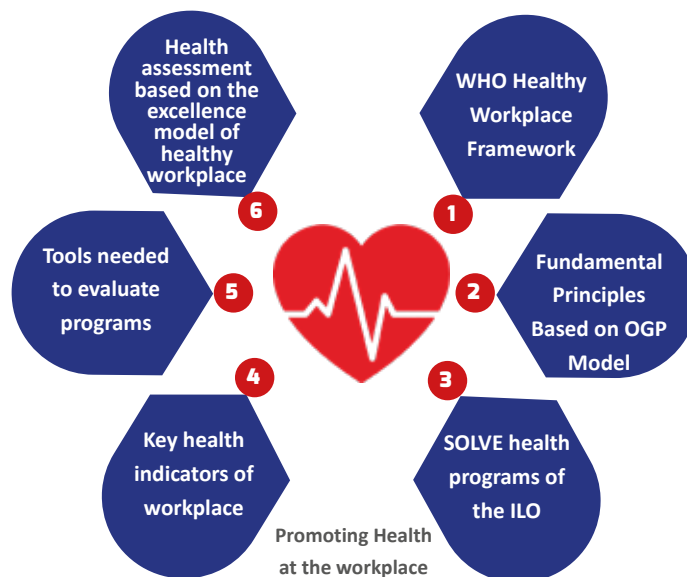 1
WHO Healthy
Workplace
Framework
2
Fundamental
Principles
Based on OGP
Model
3
SOLVE health
programs of
the ILO
4
Key health
indicators of
workplace
5
Tools needed
to evaluate
programs
6
Health
assessment
based on the
excellence
model of
healthy
workplace
Promoting Health
at the workplace